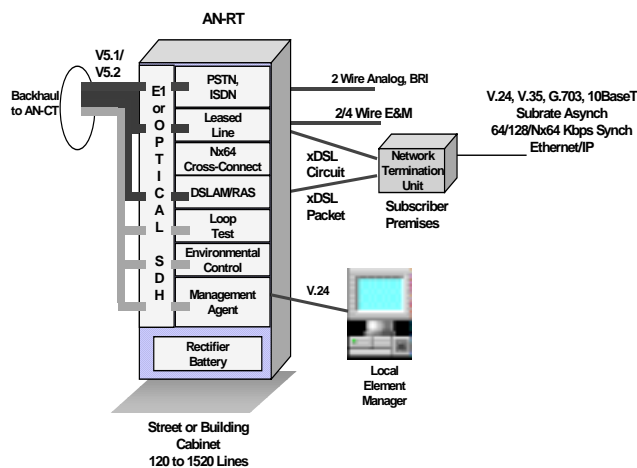 AN-RT
V5.1/
V5.2
Backhaul
to AN-CT
E1
or
OPTICAL
SDH
PSTN,
ISDN
Leased
Line
Nx64
Cross-Connect
DSLAM/RAS
Loop
Test
Environmental
Control
Management
Agent
Rectifier
Battery
2 Wire Analog, BRI
2/4 Wire E&M
xDSL
Circuit
xDSL
Packet
V.24
Network
Termination
Unit
Subscriber
Premises
V.24, V.35, G.703, 10BaseT
Subrate Asynch
64/128/Nx64 Kbps Synch
Ethernet/IP
Local
Element
Manager
Street or Building
Cabinet
120 to 1520 Lines